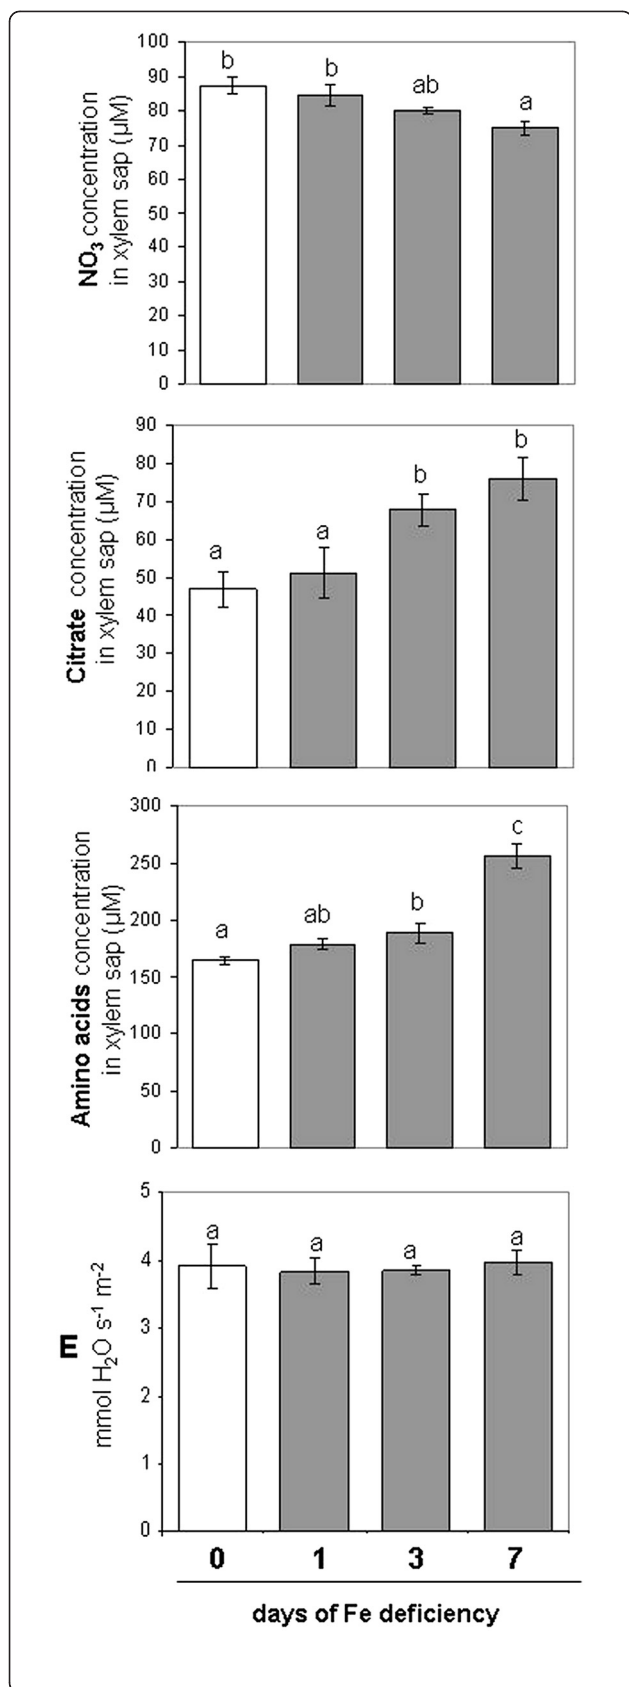 100
90
80
70
60
50
40
30
20
10
0
NO3 concentration
in xylem sap (µM)
b b ab a
90
80
70
60
50
40
30
20
10
0
Citrate concentration
in xylem sap (µM)
a a b b
300
250
200
150
100
50
0
Amino acids concentration
in xylem sap (µM)
a ab b c
5
4
3
2
1
0
E
mmol H2O s-1 m-2
a a a a
0 1 3 7
days of Fe deficiency